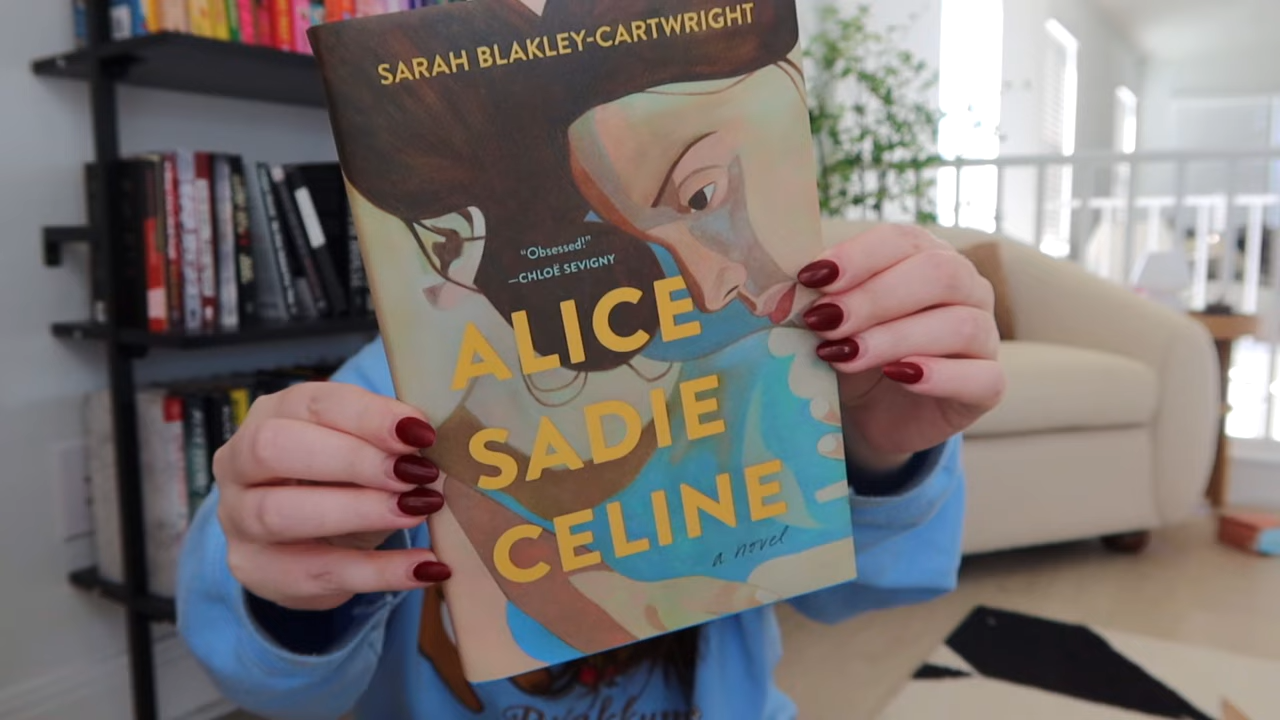 SARAH BLAKLEY-CARTWRIGHT
“Obsessed!”
—CHLOË SEVIGNY
ALICE
SADIE
CELINE
a novel